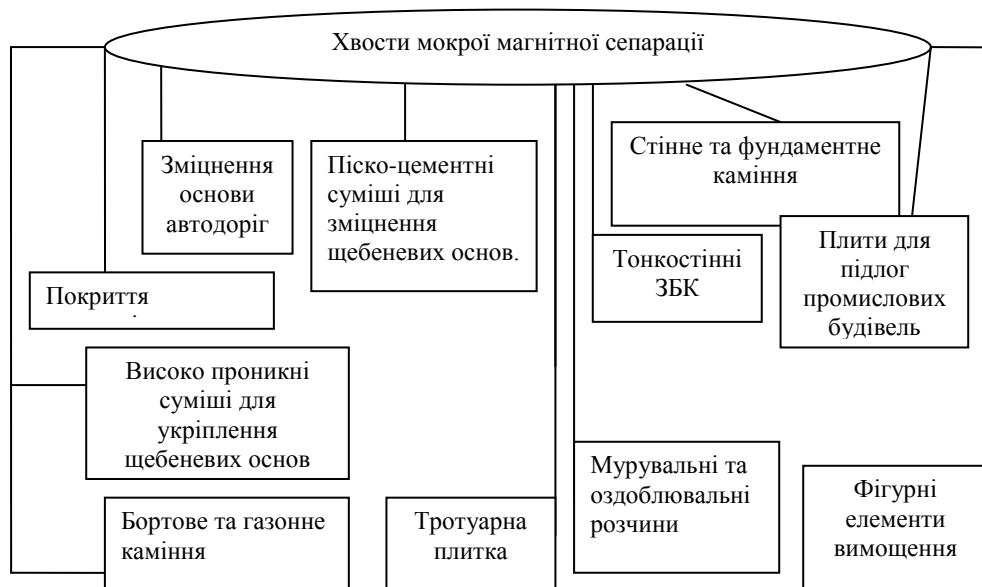 Хвости мокрої магнітної сепарації
Зміцнення
основи
автодоріг
Піско-цементні
суміші для
зміцнення
щебеневих основ.
Стінне та фундаментне
каміння
Тонкостінні
ЗБК
Плити для
підлог
промислових
будівель
Покриття
Високо проникні
суміші для
укріплення
щебеневих основ
Бортове та газонне
каміння
Тротуарна
плитка
Мурувальні та
оздоблювальні
розчини
Фігурні
елементи
вимощення